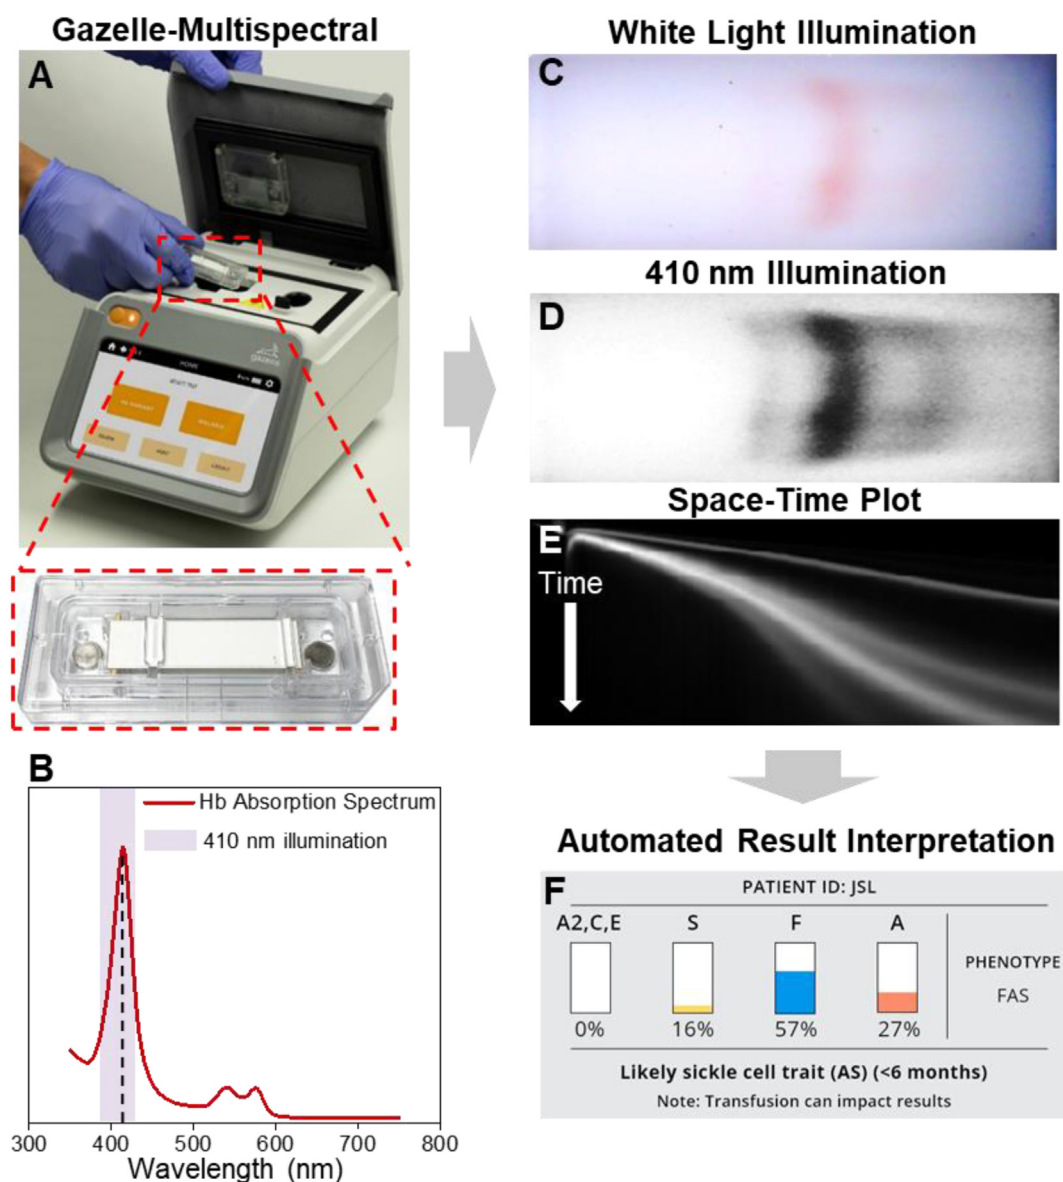 Gazelle-Multispectral
A
HOME
gazelle
B
Hb Absorption Spectrum
410 nm illumination
300 400 500 600 700 800
Wavelength (nm)
White Light Illumination
C
410 nm Illumination
D
Space-Time Plot
E
Time
Automated Result Interpretation
F
PATIENT ID: JSL
A2,C,E S F A
PHENOTYPE
FAS
0% 16% 57% 27%
Likely sickle cell trait (AS) (<6 months)
Note: Transfusion can impact results